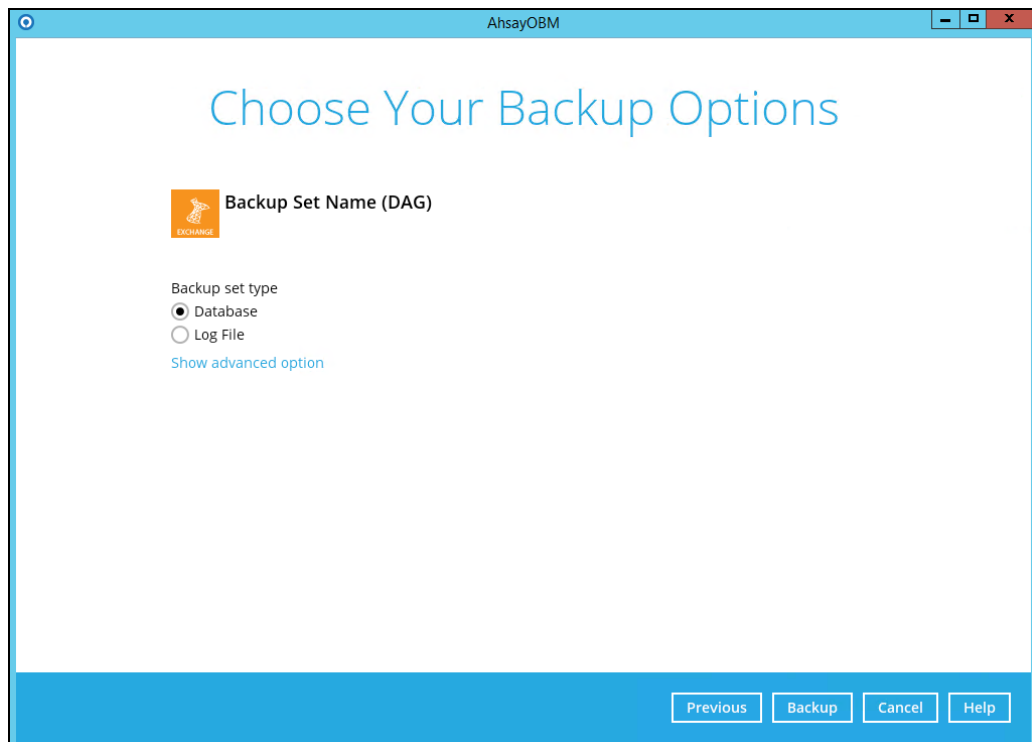 AhsayOBM
Choose Your Backup Options
Backup Set Name (DAG)
EXCHANGE
Backup set type
Database
Log File
Show advanced option
Previous Backup Cancel Help